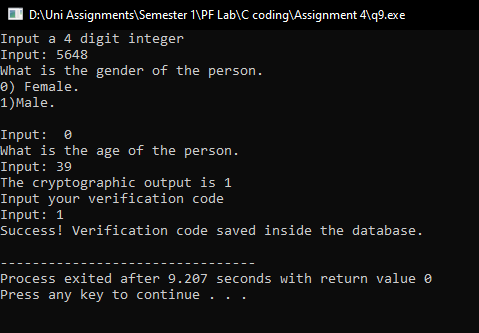 D:\Uni Assignments\Semester 1\PF Lab\C coding\Assignment 4\q9.exe
Input a 4 digit integer
Input: 5648
What is the gender of the person.
0) Female.
1)Male.
Input:  0
What is the age of the person.
Input: 39
The cryptographic output is 1
Input your verification code
Input: 1
Success! Verification code saved inside the database.
--------------------------------
Process exited after 9.207 seconds with return value 0
Press any key to continue . . .